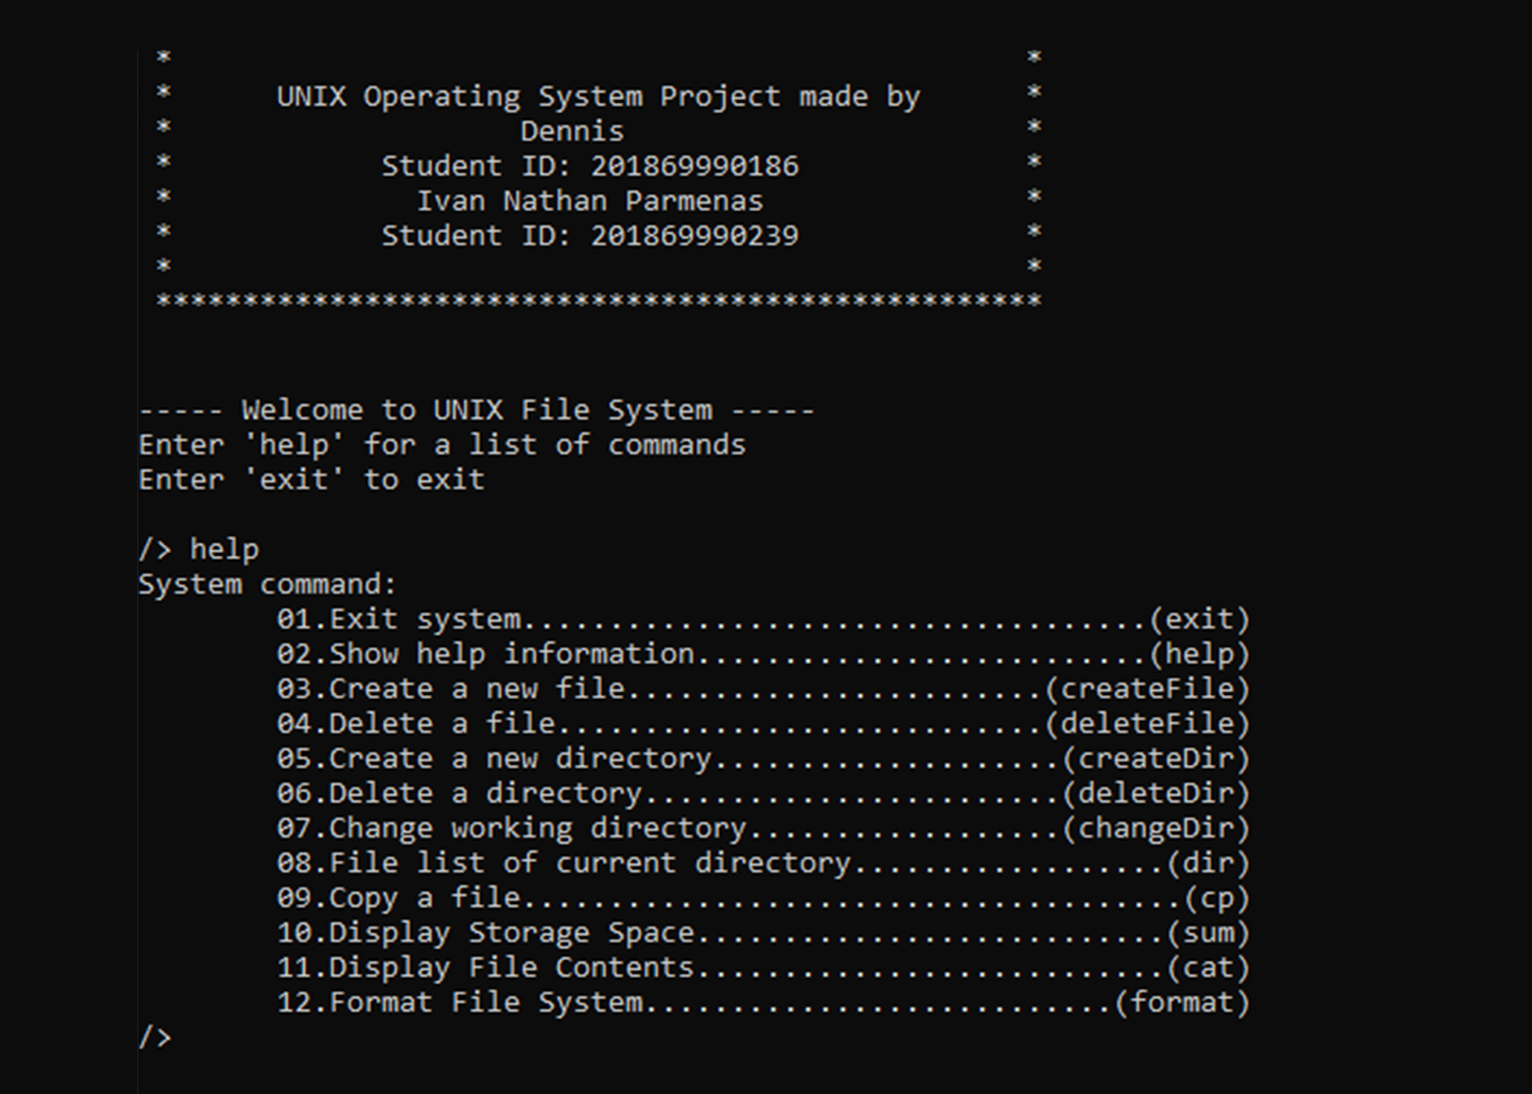 *                                                 *
*      UNIX Operating System Project made by      *
*                    Dennis                       *
*            Student ID: 201869990186             *
*              Ivan Nathan Parmenas               *
*            Student ID: 201869990239             *
*                                                 *
***************************************************
----- Welcome to UNIX File System -----
Enter 'help' for a list of commands
Enter 'exit' to exit
/> help
System command:
        01.Exit system....................................(exit)
        02.Show help information..........................(help)
        03.Create a new file........................(createFile)
        04.Delete a file............................(deleteFile)
        05.Create a new directory....................(createDir)
        06.Delete a directory........................(deleteDir)
        07.Change working directory..................(changeDir)
        08.File list of current directory..................(dir)
        09.Copy a file......................................(cp)
        10.Display Storage Space...........................(sum)
        11.Display File Contents...........................(cat)
        12.Format File System...........................(format)
/>